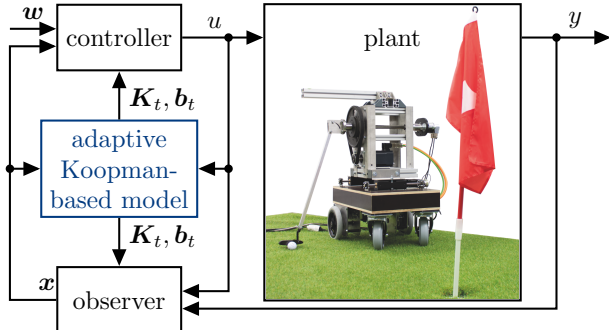 w
controller
u
plant
y
K_t, b_t
adaptive
Koopman-
based model
K_t, b_t
x
observer